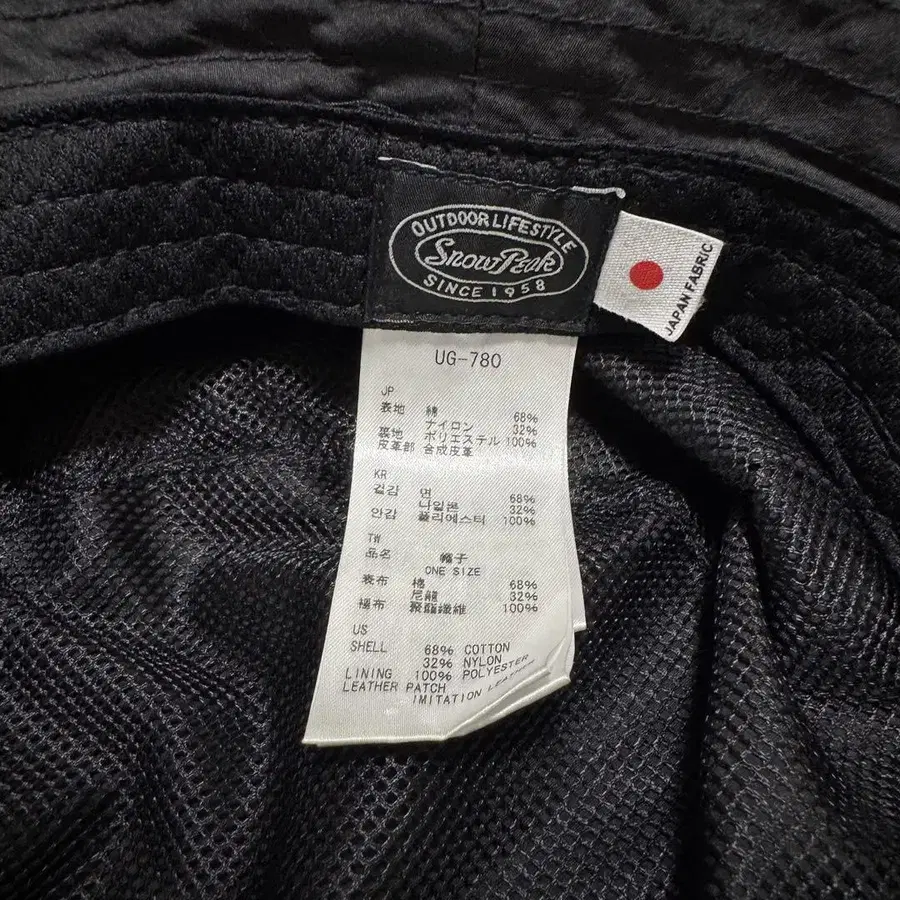 OUTDOOR LIFESTYLE
Snow Peak
SINCE 1958
JAPAN FABRIC
UG-780
JP
表地 綿 68%
ナイロン 32%
裏地 ポリエステル 100%
皮革部 合成皮革
KR
겉감 면 68%
나일론 32%
안감 폴리에스터 100%
TW
品名 帽子
ONE SIZE
表布 棉 68%
尼龍 32%
裡布 聚酯纖維 100%
US
SHELL 68% COTTON
32% NYLON
LINING 100% POLYESTER
LEATHER PATCH
IMITATION LEATHER